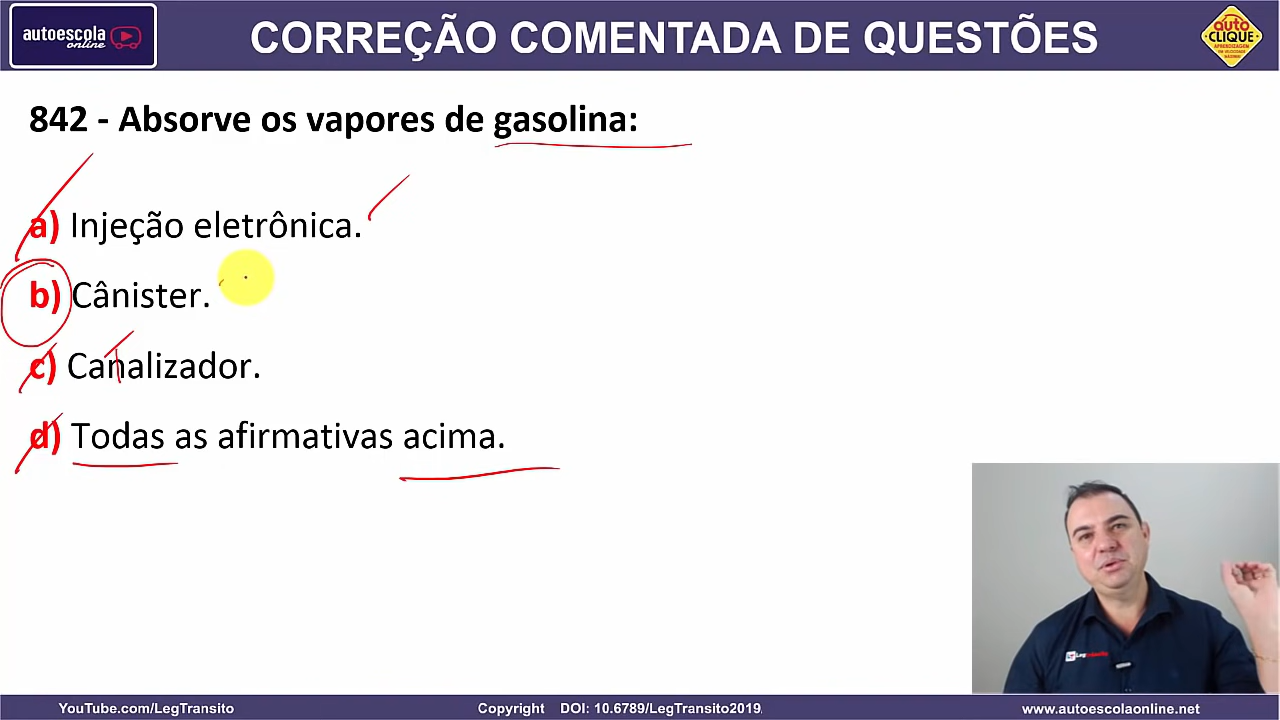 autoescola
online
CORREÇÃO COMENTADA DE QUESTÕES
auto
CLIQUE
APRENDIZAGEM
842 - Absorve os vapores de gasolina:
a) Injeção eletrônica.
b) Cânister.
c) Canalizador.
d) Todas as afirmativas acima.
YouTube.com/LegTransito
Copyright DOI: 10.6789/LegTransito2019
www.autoescolaonline.net